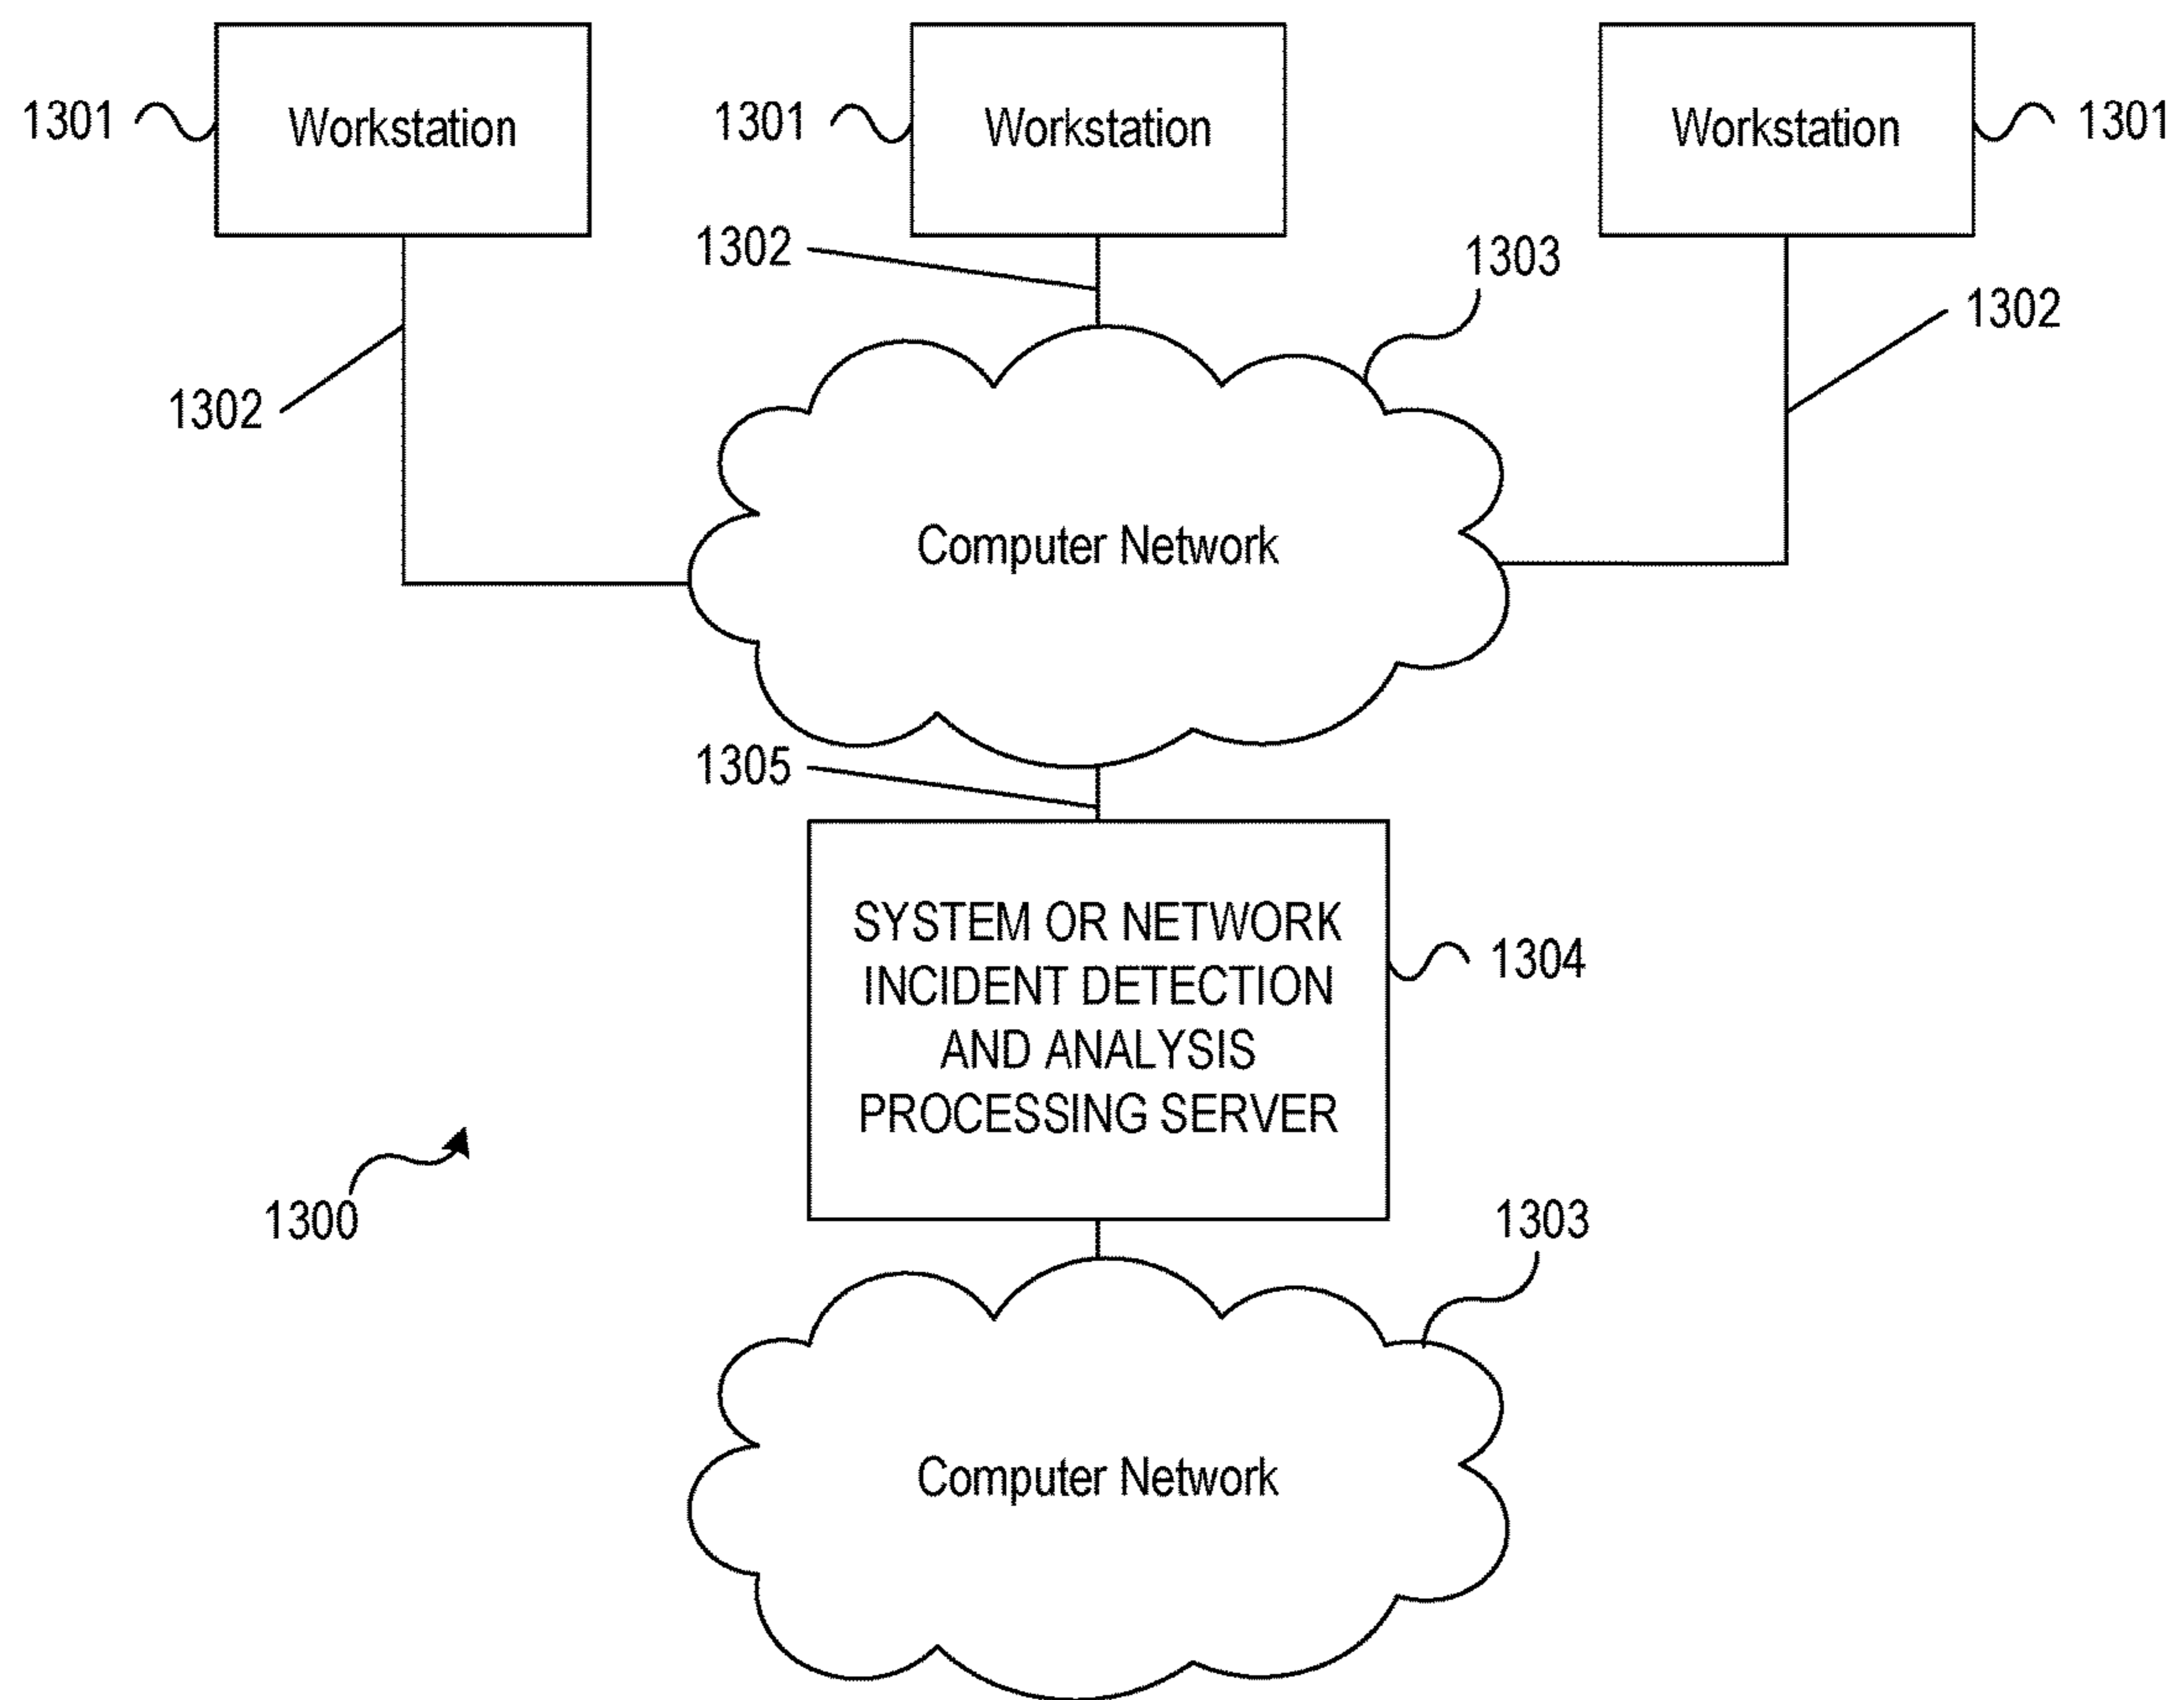 1301
Workstation
1301
Workstation
Workstation
1301
1302
1303
1302
1302
Computer Network
1305
SYSTEM OR NETWORK
INCIDENT DETECTION
AND ANALYSIS
PROCESSING SERVER
1304
1300
1303
Computer Network